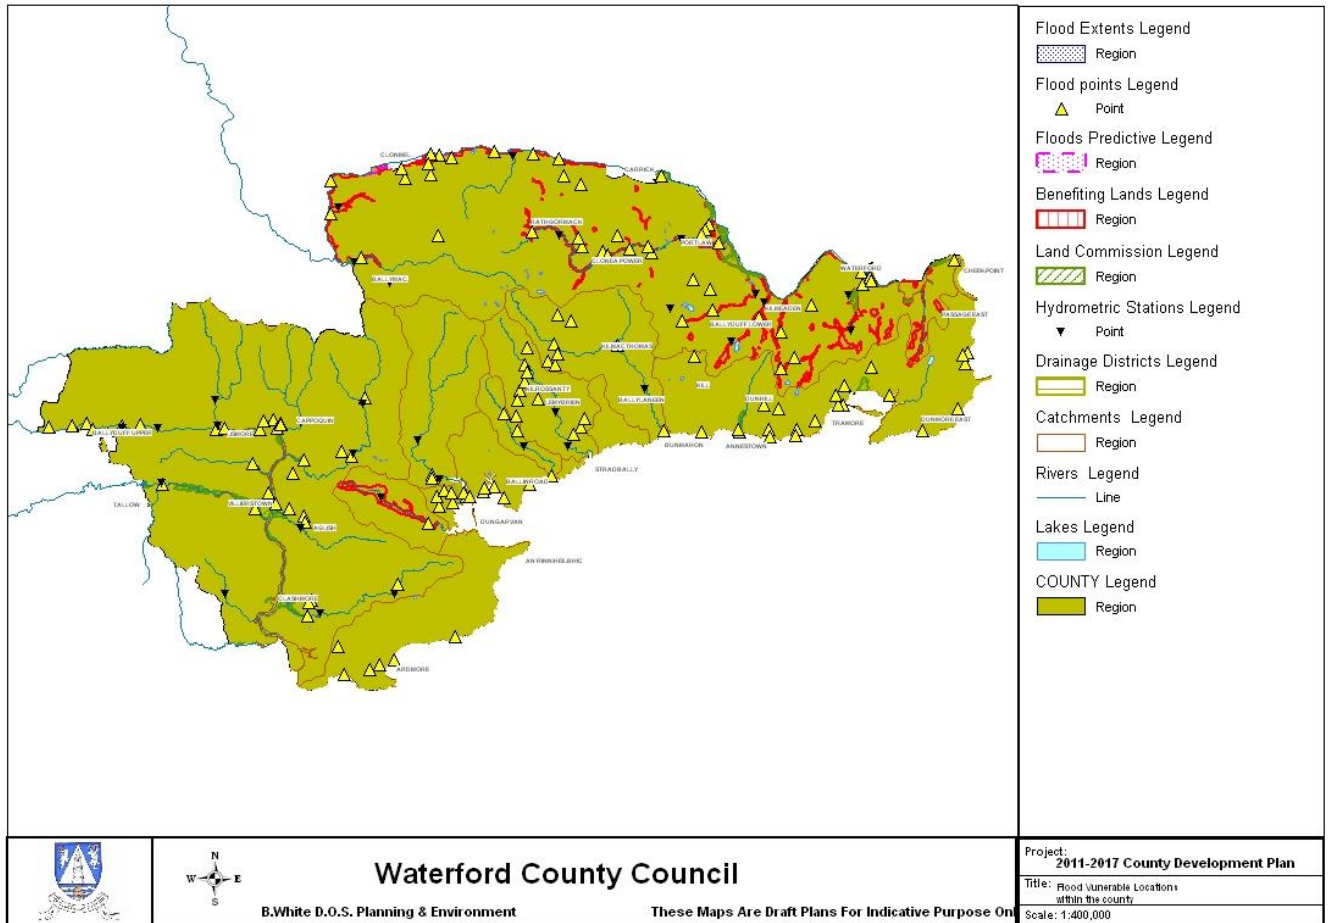 CLONMEL
CARRICK
RATHGORMACK
PORTLAW
CLONEA POWER
WATERFORD
CHEEKPOINT
BALLYMAC
KILMEADEN
PASSAGE EAST
BALLYDUFF LOWER
KILMACTHOMAS
KILL
KILROSSANTY
LEMYBRIEN
BALLYLANEEN
DUNHILL
DUNMORE EAST
CAPPOQUIN
BALLYDUFF UPPER
LISMORE
TRAMORE
DUNMAHON
ANNESTOWN
STRADBALLY
BALLINROAD
TALLOW
VILLIERSTOWN
DUNGARVAN
AGLISH
CLASHMORE
ARDMORE
Flood Extents Legend
Region
Flood points Legend
Point
Floods Predictive Legend
Region
Benefiting Lands Legend
Region
Land Commission Legend
Region
Hydrometric Stations Legend
Point
Drainage Districts Legend
Region
Catchments Legend
Region
Rivers Legend
Line
Lakes Legend
Region
COUNTY Legend
Region
N
W E
S
Waterford County Council
B.White D.O.S. Planning & Environment
These Maps Are Draft Plans For Indicative Purpose Onl
Project:
2011-2017 County Development Plan
Title: Flood Vunerable Locations
within the county
Scale: 1:400,000